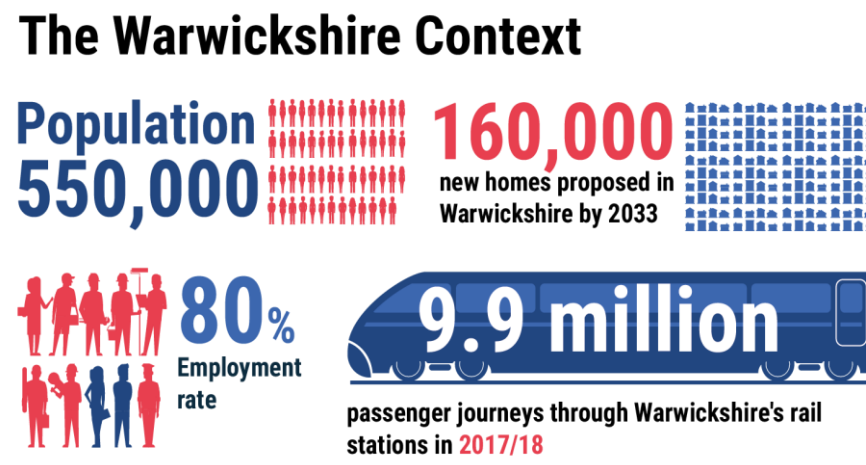 The Warwickshire Context
Population
550,000
160,000
new homes proposed in
Warwickshire by 2033
80%
Employment
rate
9.9 million
passenger journeys through Warwickshire's rail
stations in 2017/18